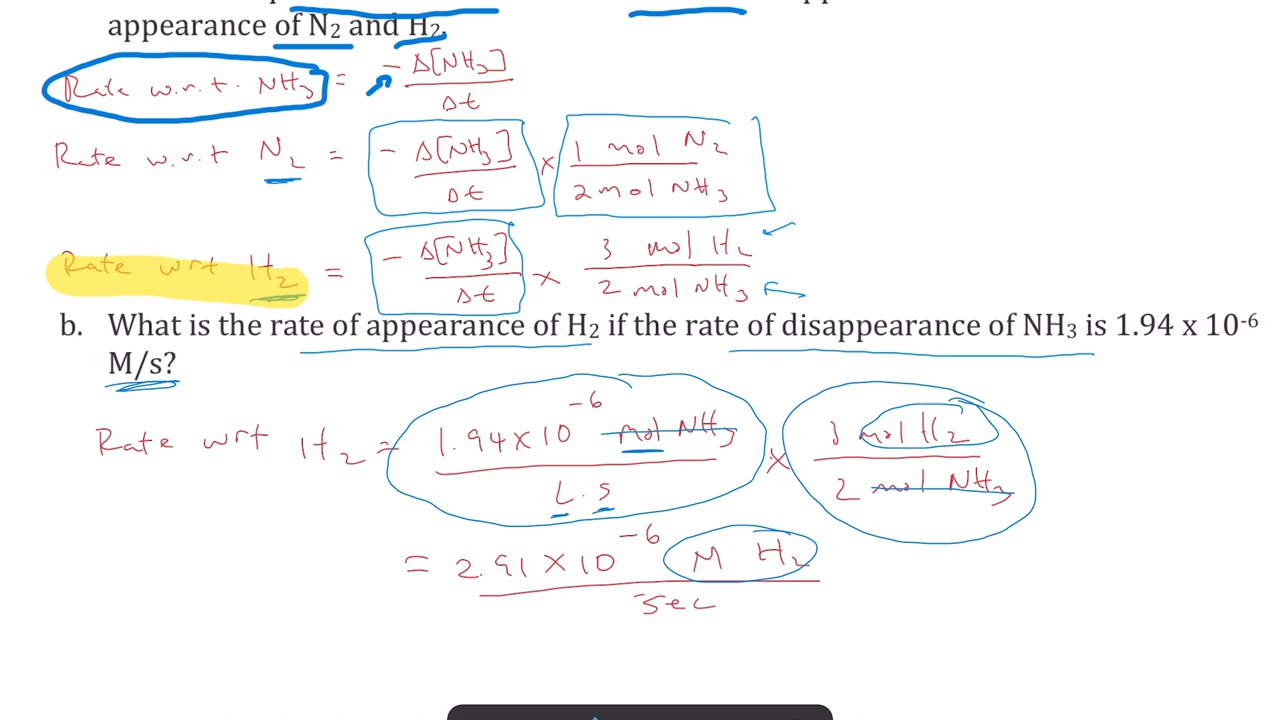 appearance of N₂ and H₂.
Rate w.r.t. NH₃ = - Δ[NH₃] / Δt
Rate w.r.t N₂ = - Δ[NH₃] / Δt × 1 mol N₂ / 2 mol NH₃
Rate wrt H₂ = - Δ[NH₃] / Δt × 3 mol H₂ / 2 mol NH₃
b. What is the rate of appearance of H₂ if the rate of disappearance of NH₃ is 1.94 x 10⁻⁶
M/s?
Rate wrt H₂ = 1.94 × 10⁻⁶ mol NH₃ / L.s × 3 mol H₂ / 2 mol NH₃
= 2.91 × 10⁻⁶ M H₂ / sec